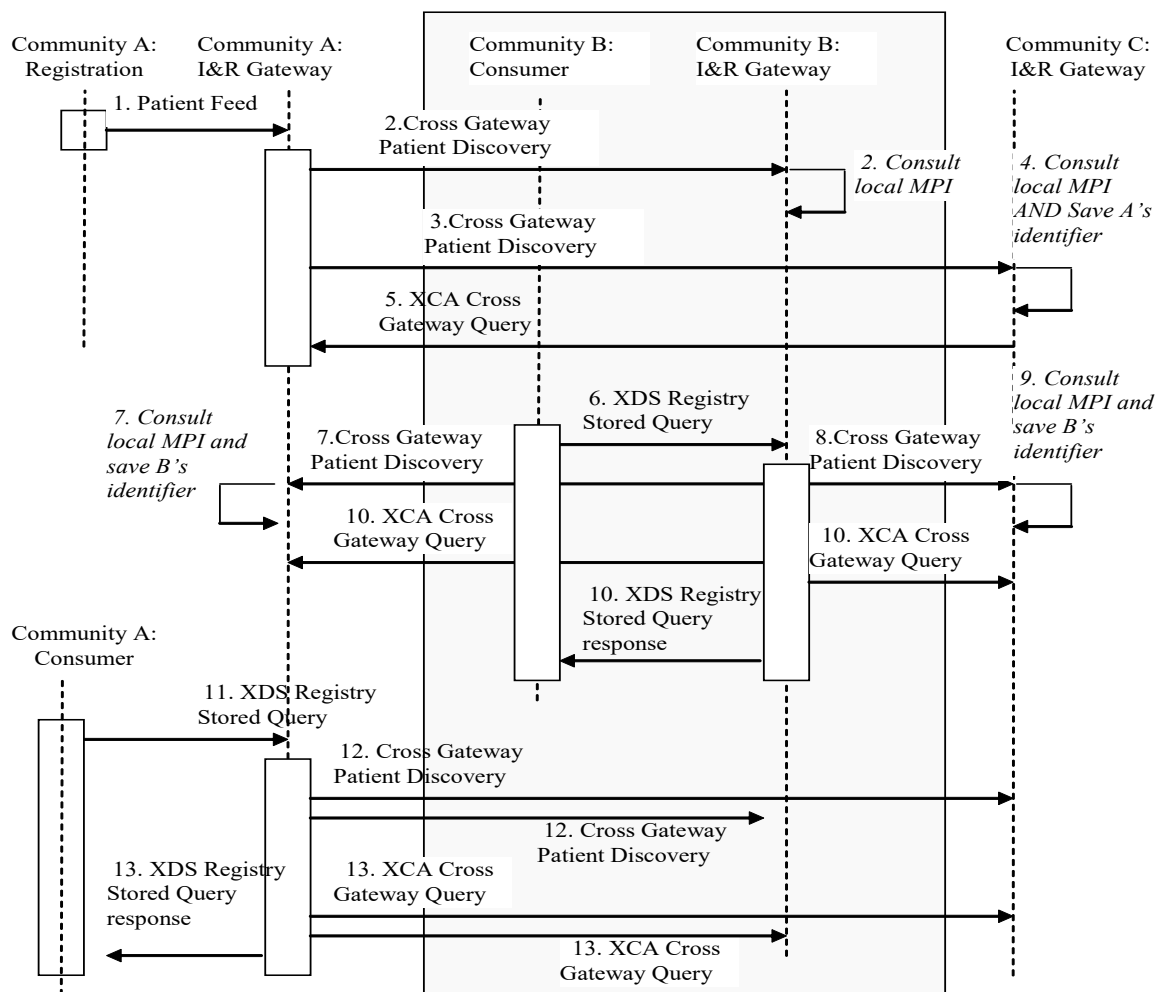 Community A:
Registration
Community A:
I&R Gateway
Community B:
Consumer
Community B:
I&R Gateway
Community C:
I&R Gateway
1. Patient Feed
2.Cross Gateway
Patient Discovery
2. Consult
local MPI
4. Consult
local MPI
AND Save A's
identifier
3.Cross Gateway
Patient Discovery
5. XCA Cross
Gateway Query
6. XDS Registry
Stored Query
9. Consult
local MPI and
save B's
identifier
7. Consult
local MPI and
save B's
identifier
7.Cross Gateway
Patient Discovery
8.Cross Gateway
Patient Discovery
10. XCA Cross
Gateway Query
10. XCA Cross
Gateway Query
10. XDS Registry
Stored Query
response
Community A:
Consumer
11. XDS Registry
Stored Query
12. Cross Gateway
Patient Discovery
12. Cross Gateway
Patient Discovery
13. XDS Registry
Stored Query
response
13. XCA Cross
Gateway Query
13. XCA Cross
Gateway Query